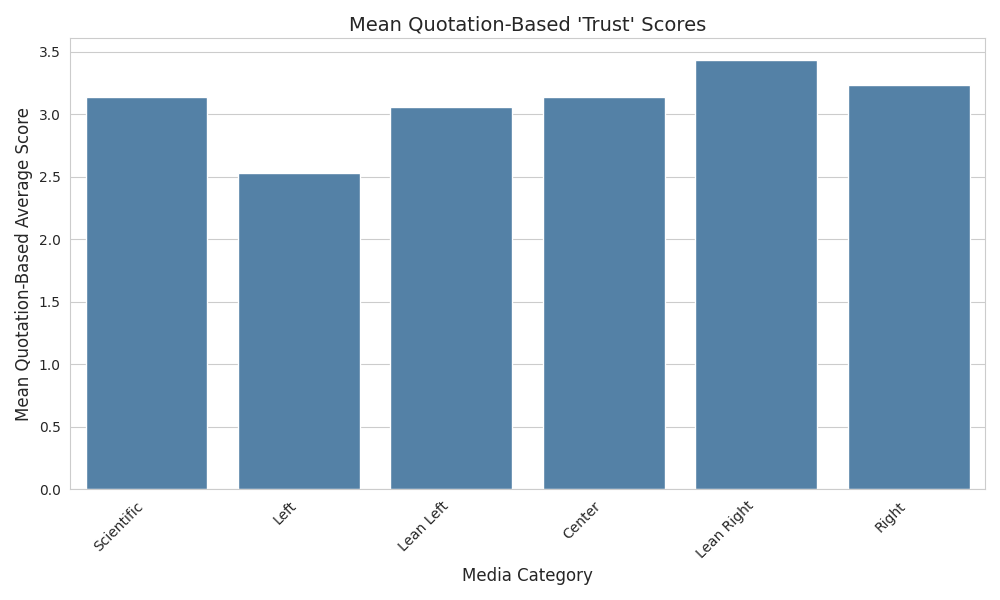 Mean Quotation-Based 'Trust' Scores
Mean Quotation-Based Average Score
3.5
3.0
2.5
2.0
1.5
1.0
0.5
0.0
Scientific
Left
Lean Left
Center
Lean Right
Right
Media Category